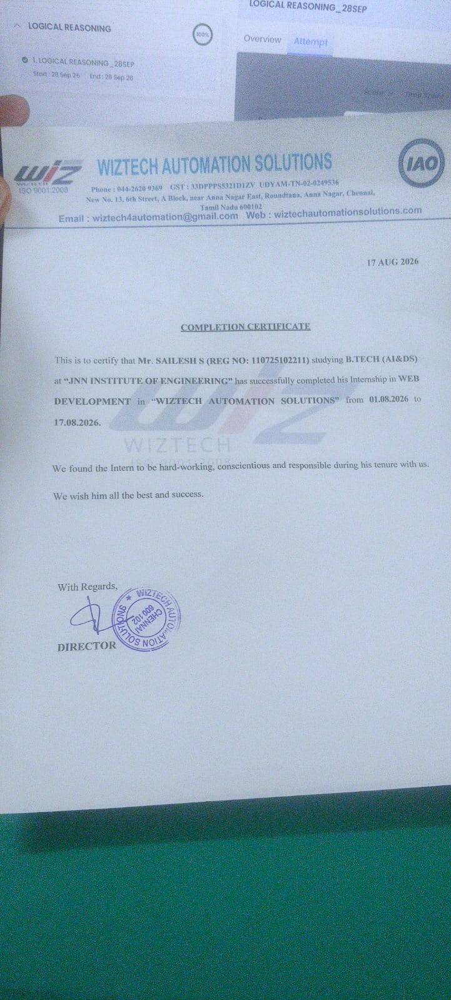 LOGICAL REASONING_28SEP
LOGICAL REASONING
100%
Overview Attempt
1. LOGICAL REASONING_28SEP
Start : 28 Sep 26 End : 28 Sep 26
Score
Time Spent
wiz
WIZTECH
ISO 9001:2008
WIZTECH AUTOMATION SOLUTIONS
IAO
Phone : 044-2620 9369 GST : 33DPPPS5321D1ZV UDYAM-TN-02-0249536
New No. 13, 6th Street, A Block, near Anna Nagar East, Roundtana, Anna Nagar, Chennai,
Tamil Nadu 600102
Email : wiztech4automation@gmail.com Web : wiztechautomationsolutions.com
17 AUG 2026
COMPLETION CERTIFICATE
This is to certify that Mr. SAILESH S (REG NO: 110725102211) studying B.TECH (AI&DS)
at “JNN INSTITUTE OF ENGINEERING” has successfully completed his Internship in WEB
DEVELOPMENT in “WIZTECH AUTOMATION SOLUTIONS” from 01.08.2026 to
17.08.2026.
wiz
WIZTECH
We found the Intern to be hard-working, conscientious and responsible during his tenure with us.
We wish him all the best and success.
With Regards,
WIZTECH AUTOMATION SOLUTIONS
CHENNAI
600 102
DIRECTOR